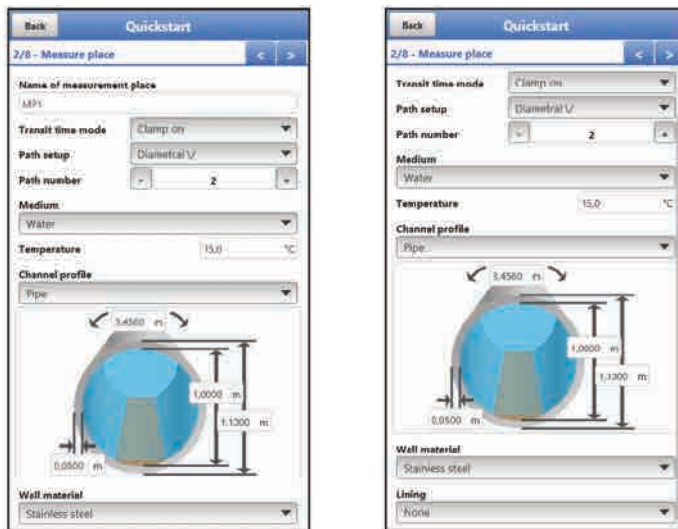 Back
Quickstart
2/8 - Measure place
<
>
Name of measurement place
MP1
Transit time mode
Clamp on
Path setup
Diametral \/
Path number
-
2
+
Medium
Water
Temperature
15,0 °C
Channel profile
Pipe
3,4560 m
1,0000 m
1,1000 m
0,0500 m
Wall material
Stainless steel
Back
Quickstart
2/8 - Measure place
<
>
Transit time mode
Clamp on
Path setup
Diametral \/
Path number
-
2
+
Medium
Water
Temperature
15,0 °C
Channel profile
Pipe
3,4560 m
1,0000 m
1,1000 m
0,0500 m
Wall material
Stainless steel
Lining
None